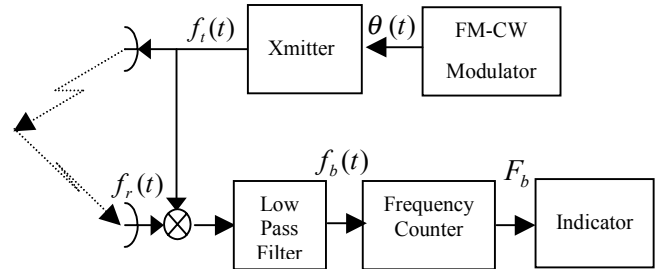 f_t(t)
Xmitter
θ(t)
FM-CW
Modulator
f_r(t)
Low
Pass
Filter
f_b(t)
Frequency
Counter
F_b
Indicator